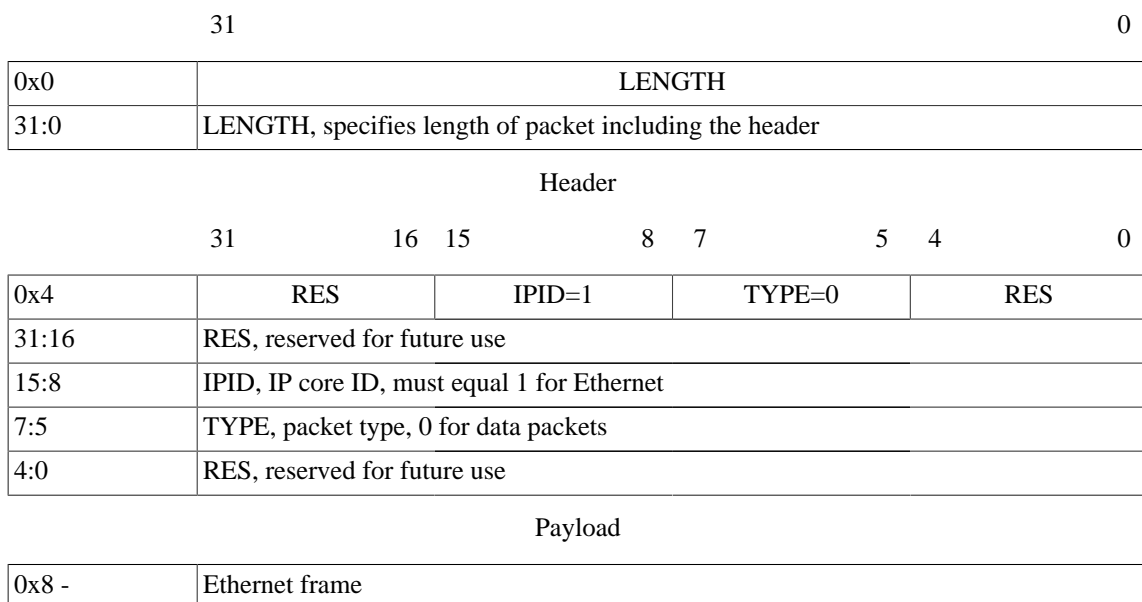 31 0
0x0 LENGTH
31:0 LENGTH, specifies length of packet including the header
Header
31 16 15 8 7 5 4 0
0x4 RES IPID=1 TYPE=0 RES
31:16 RES, reserved for future use
15:8 IPID, IP core ID, must equal 1 for Ethernet
7:5 TYPE, packet type, 0 for data packets
4:0 RES, reserved for future use
Payload
0x8 - Ethernet frame